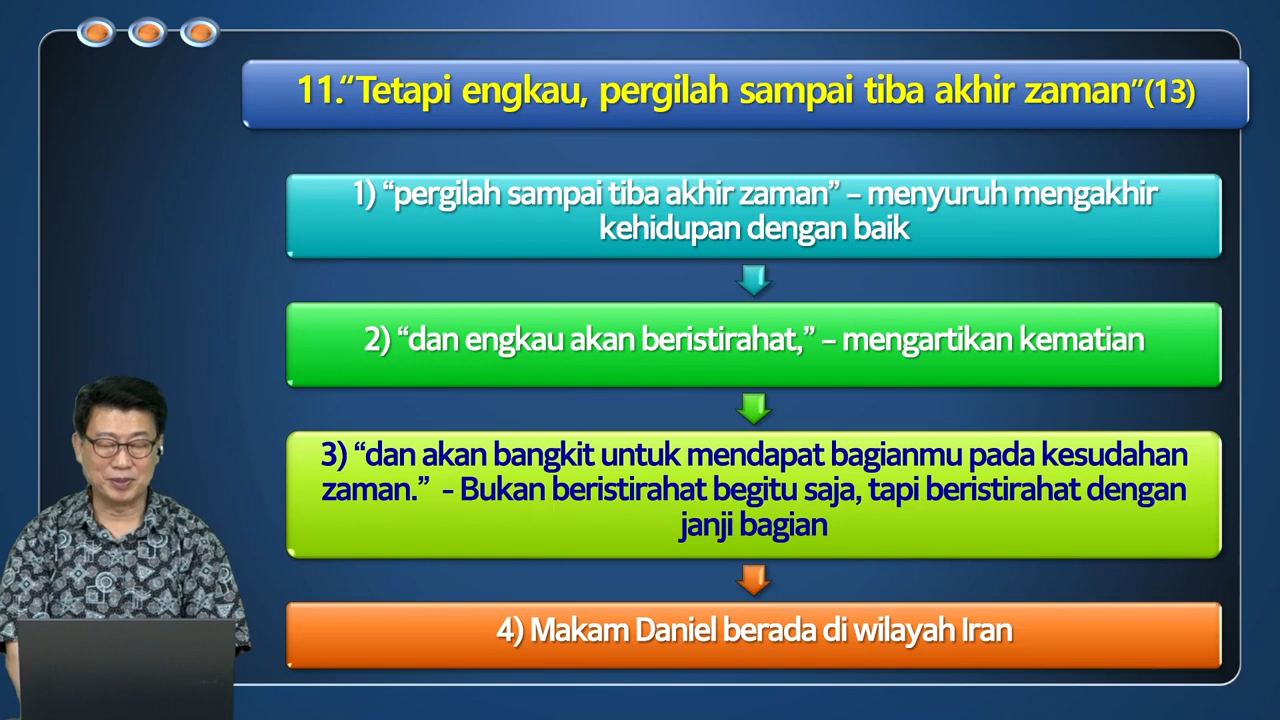 11.“Tetapi engkau, pergilah sampai tiba akhir zaman”(13)
1) “pergilah sampai tiba akhir zaman” – menyuruh mengakhir
kehidupan dengan baik
2) “dan engkau akan beristirahat,” – mengartikan kematian
3) “dan akan bangkit untuk mendapat bagianmu pada kesudahan
zaman.” - Bukan beristirahat begitu saja, tapi beristirahat dengan
janji bagian
4) Makam Daniel berada di wilayah Iran